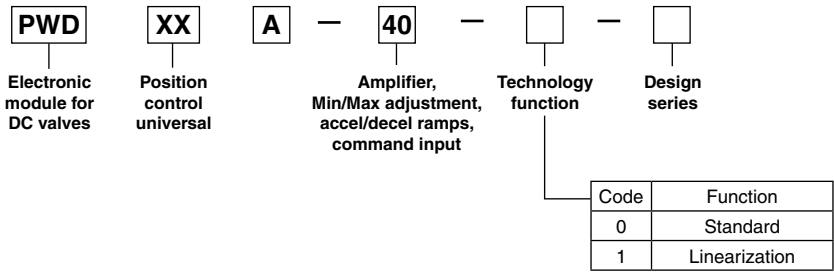 PWD XX A – 40 – –
Electronic
module for
DC valves
Position
control
universal
Amplifier,
Min/Max adjustment,
accel/decel ramps,
command input
Technology
function
Design
series
Code Function
0 Standard
1 Linearization